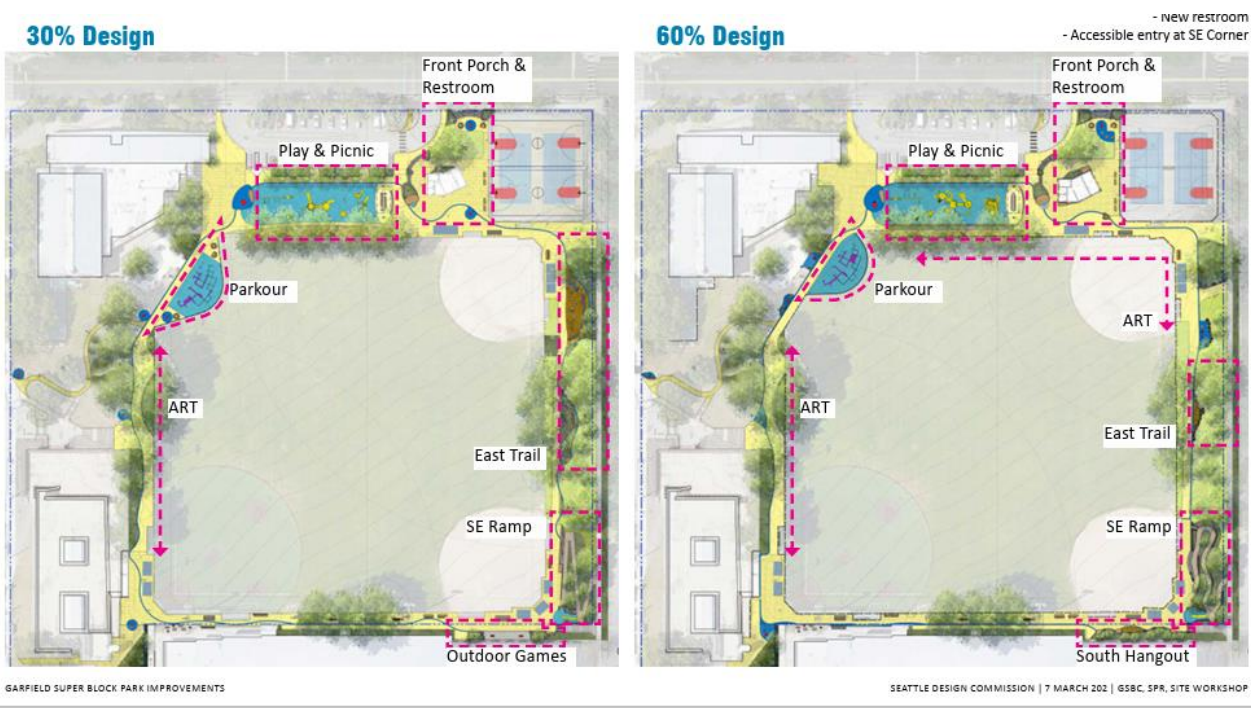 30% Design
Front Porch &
Restroom
Play & Picnic
Parkour
ART
East Trail
SE Ramp
Outdoor Games
60% Design
- New restroom
- Accessible entry at SE Corner
Front Porch &
Restroom
Play & Picnic
Parkour
ART
ART
East Trail
SE Ramp
South Hangout
GARFIELD SUPER BLOCK PARK IMPROVEMENTS
SEATTLE DESIGN COMMISSION | 7 MARCH 202 | GSBC, SPR, SITE WORKSHOP